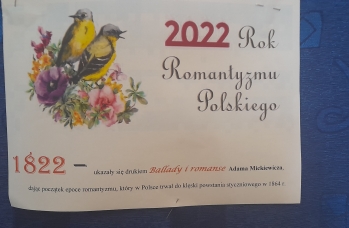 2022 Rok
Romantyzmu
Polskiego
1822 – ukazały się drukiem Ballady i romanse Adama Mickiewicza,
dając początek epoce romantyzmu, który w Polsce trwał do klęski powstania styczniowego w 1864 r.